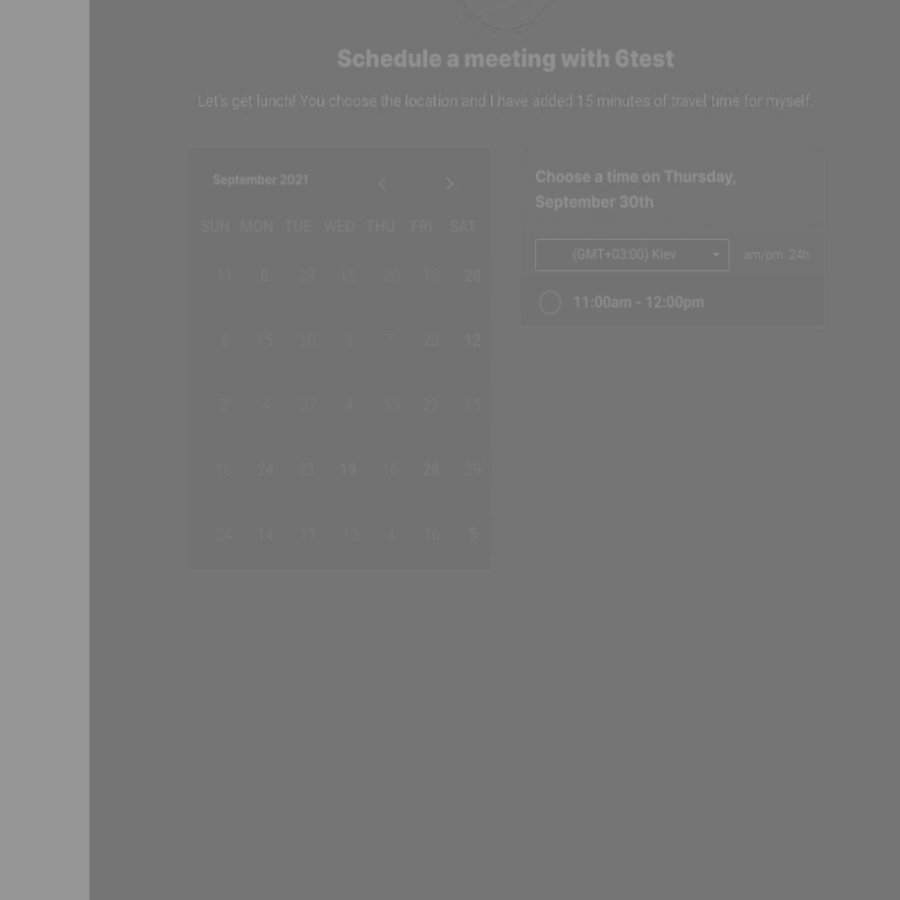 Schedule a meeting with 6test
Let's get lunch! You choose the location and I have added 15 minutes of travel time for myself.
September 2021
SUN MON TUE WED THU FRI SAT
11 8 23 15 20 15 28
6 15 10 3 7 22 12
2 4 27 4 13 22 15
16 24 23 19 16 28 29
24 14 11 13 4 16 5
Choose a time on Thursday,
September 30th
(GMT+03:00) Kiev am/pm 24h
11:00am - 12:00pm